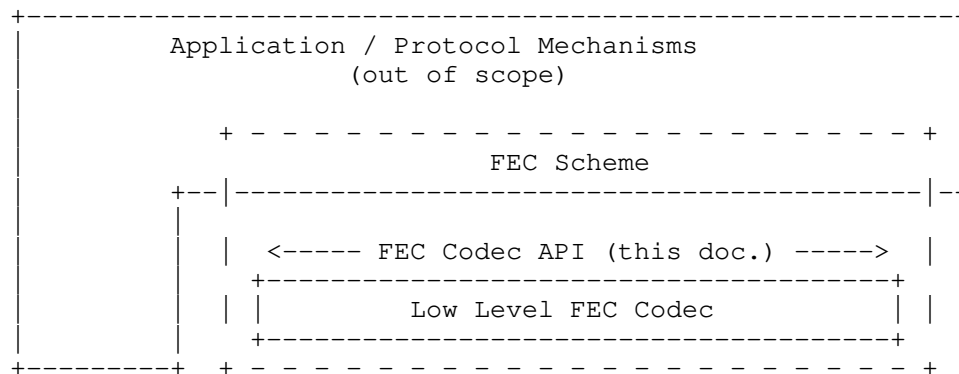 Application / Protocol Mechanisms
(out of scope)
FEC Scheme
<----- FEC Codec API (this doc.) ----->
Low Level FEC Codec